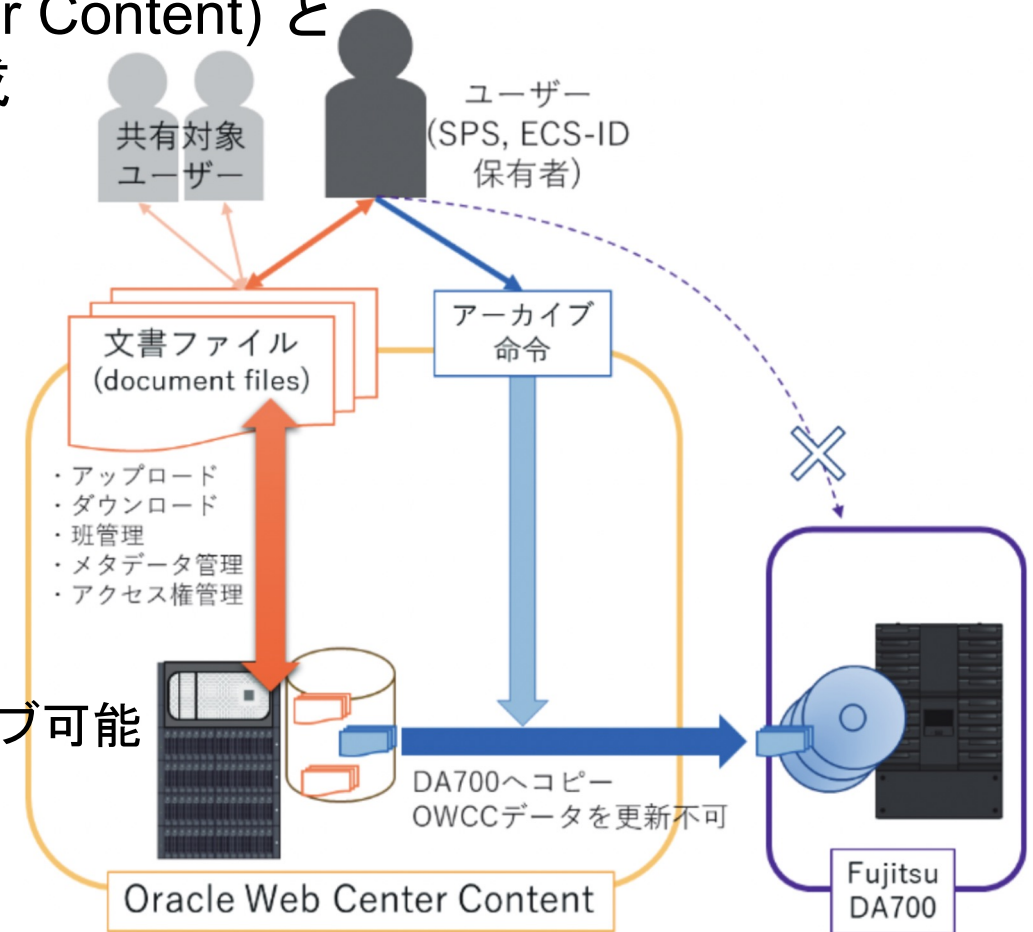 r Content) と
共有対象
ユーザー
ユーザー
(SPS, ECS-ID
保有者)
文書ファイル
(document files)
アーカイブ
命令
・アップロード
・ダウンロード
・班管理
・メタデータ管理
・アクセス権管理
ブ可能
DA700へコピー
OWCCデータを更新不可
Oracle Web Center Content
Fujitsu
DA700